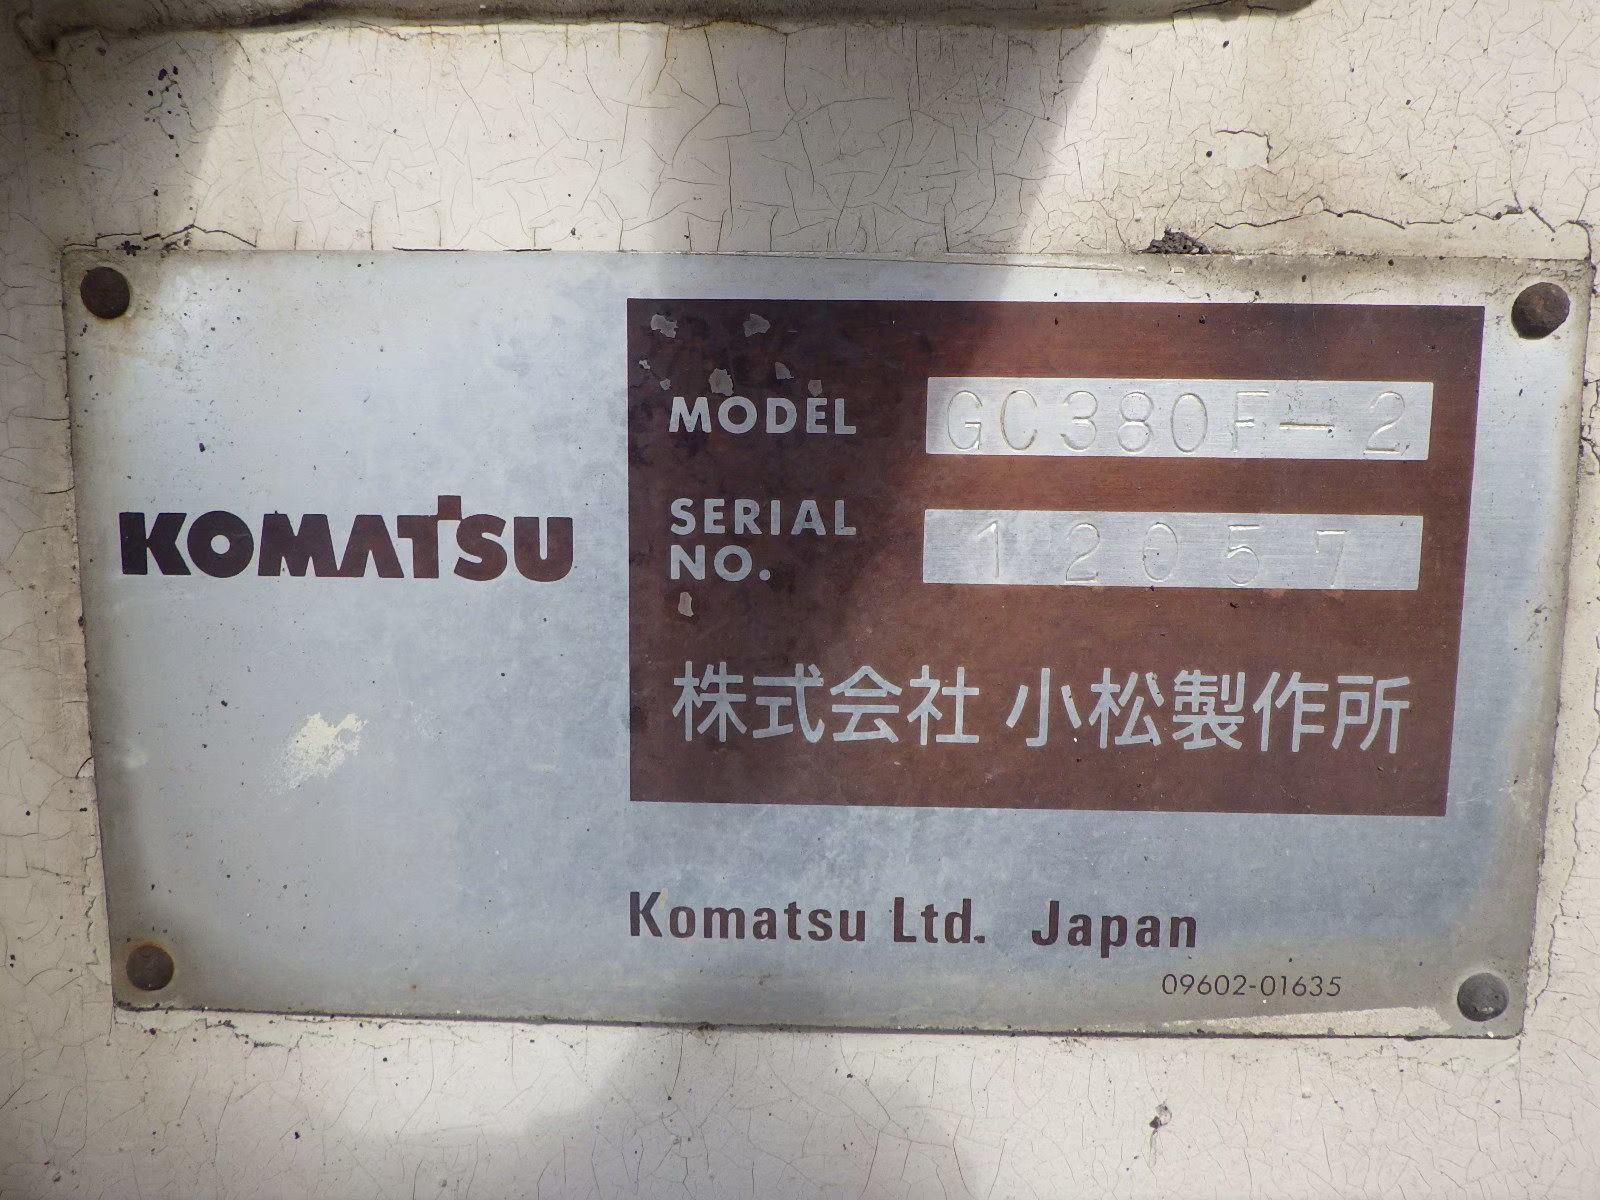 KOMATSU
MODEL GC380F-2
SERIAL
NO. 12057
株式会社 小松製作所
Komatsu Ltd. Japan
09602-01635